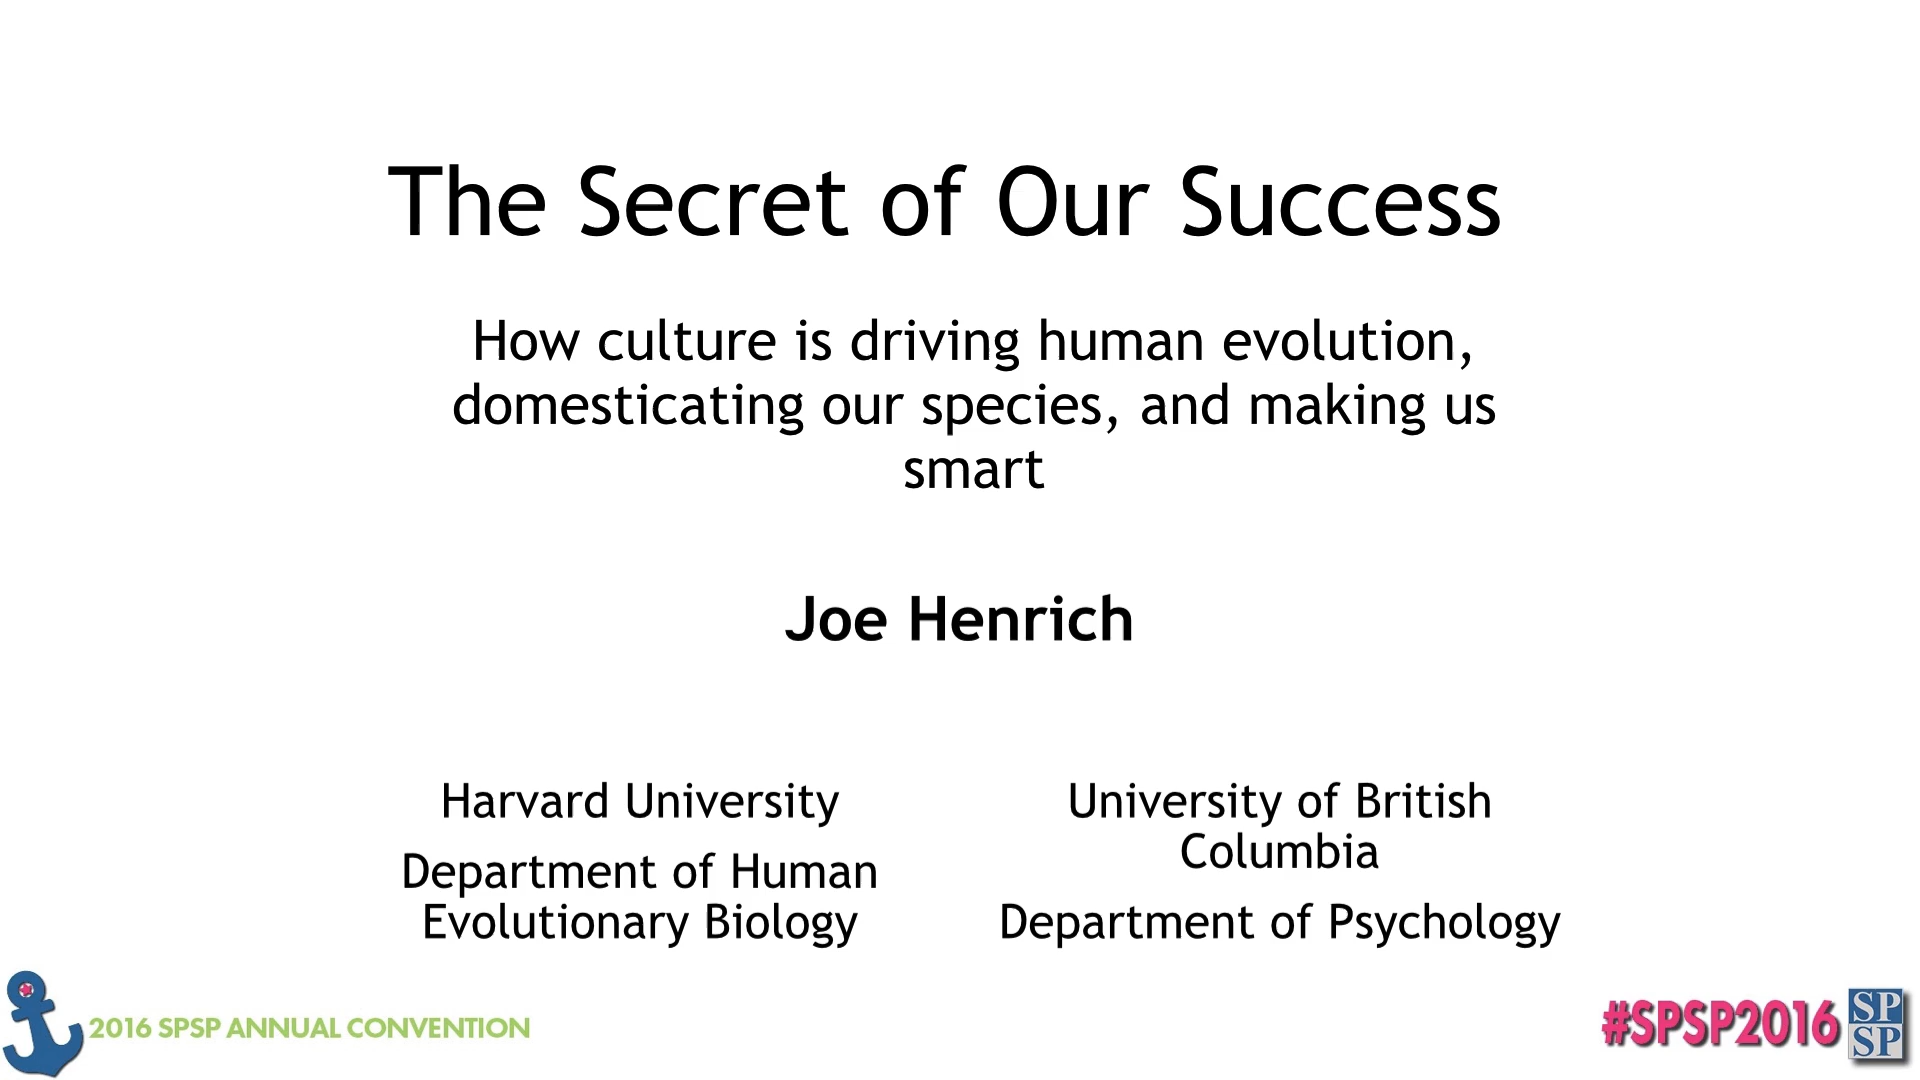 The Secret of Our Success
How culture is driving human evolution,
domesticating our species, and making us
smart
Joe Henrich
Harvard University
Department of Human
Evolutionary Biology
University of British
Columbia
Department of Psychology
2016 SPSP ANNUAL CONVENTION
#SPSP2016
SP
SP